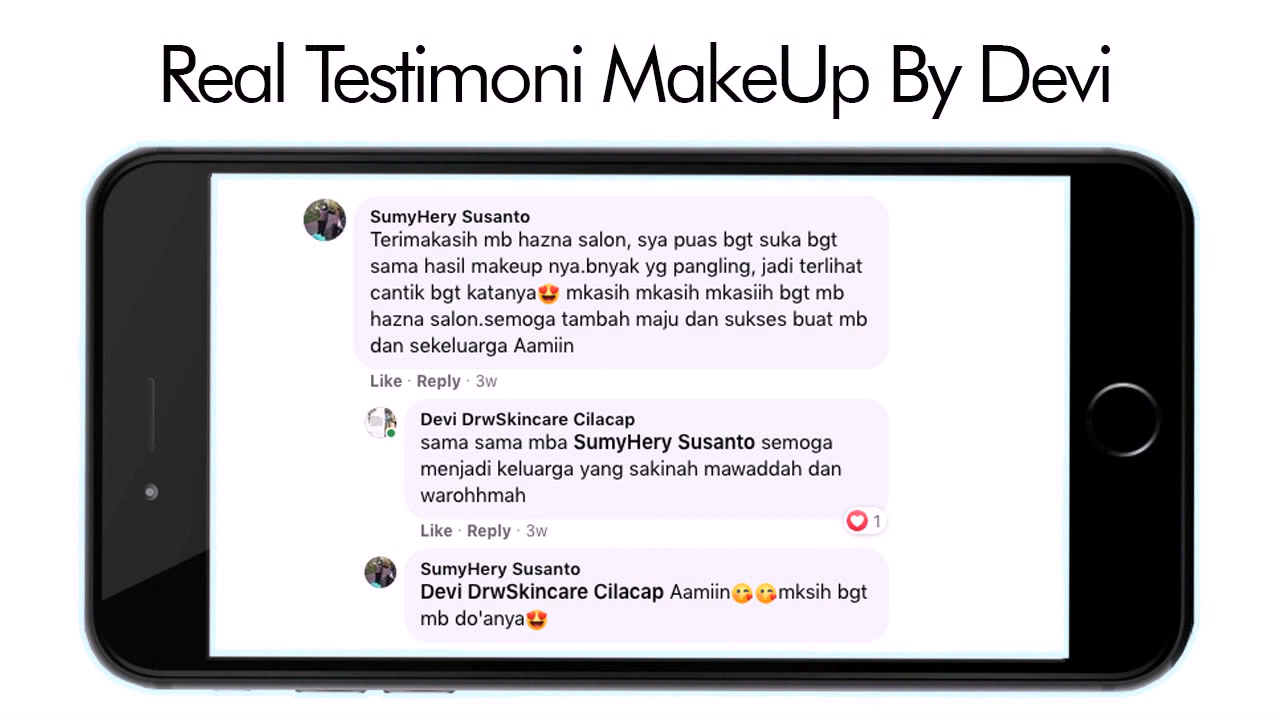 Real Testimoni MakeUp By Devi
SumyHery Susanto
Terimakasih mb hazna salon, sya puas bgt suka bgt
sama hasil makeup nya.bnyak yg pangling, jadi terlihat
cantik bgt katanya😍 mkasih mkasih mkasiih bgt mb
hazna salon.semoga tambah maju dan sukses buat mb
dan sekeluarga Aamiin
Like · Reply · 3w
Devi DrwSkincare Cilacap
sama sama mba SumyHery Susanto semoga
menjadi keluarga yang sakinah mawaddah dan
warohhmah
1
Like · Reply · 3w
SumyHery Susanto
Devi DrwSkincare Cilacap Aamiin😋😋mksih bgt
mb do'anya😍